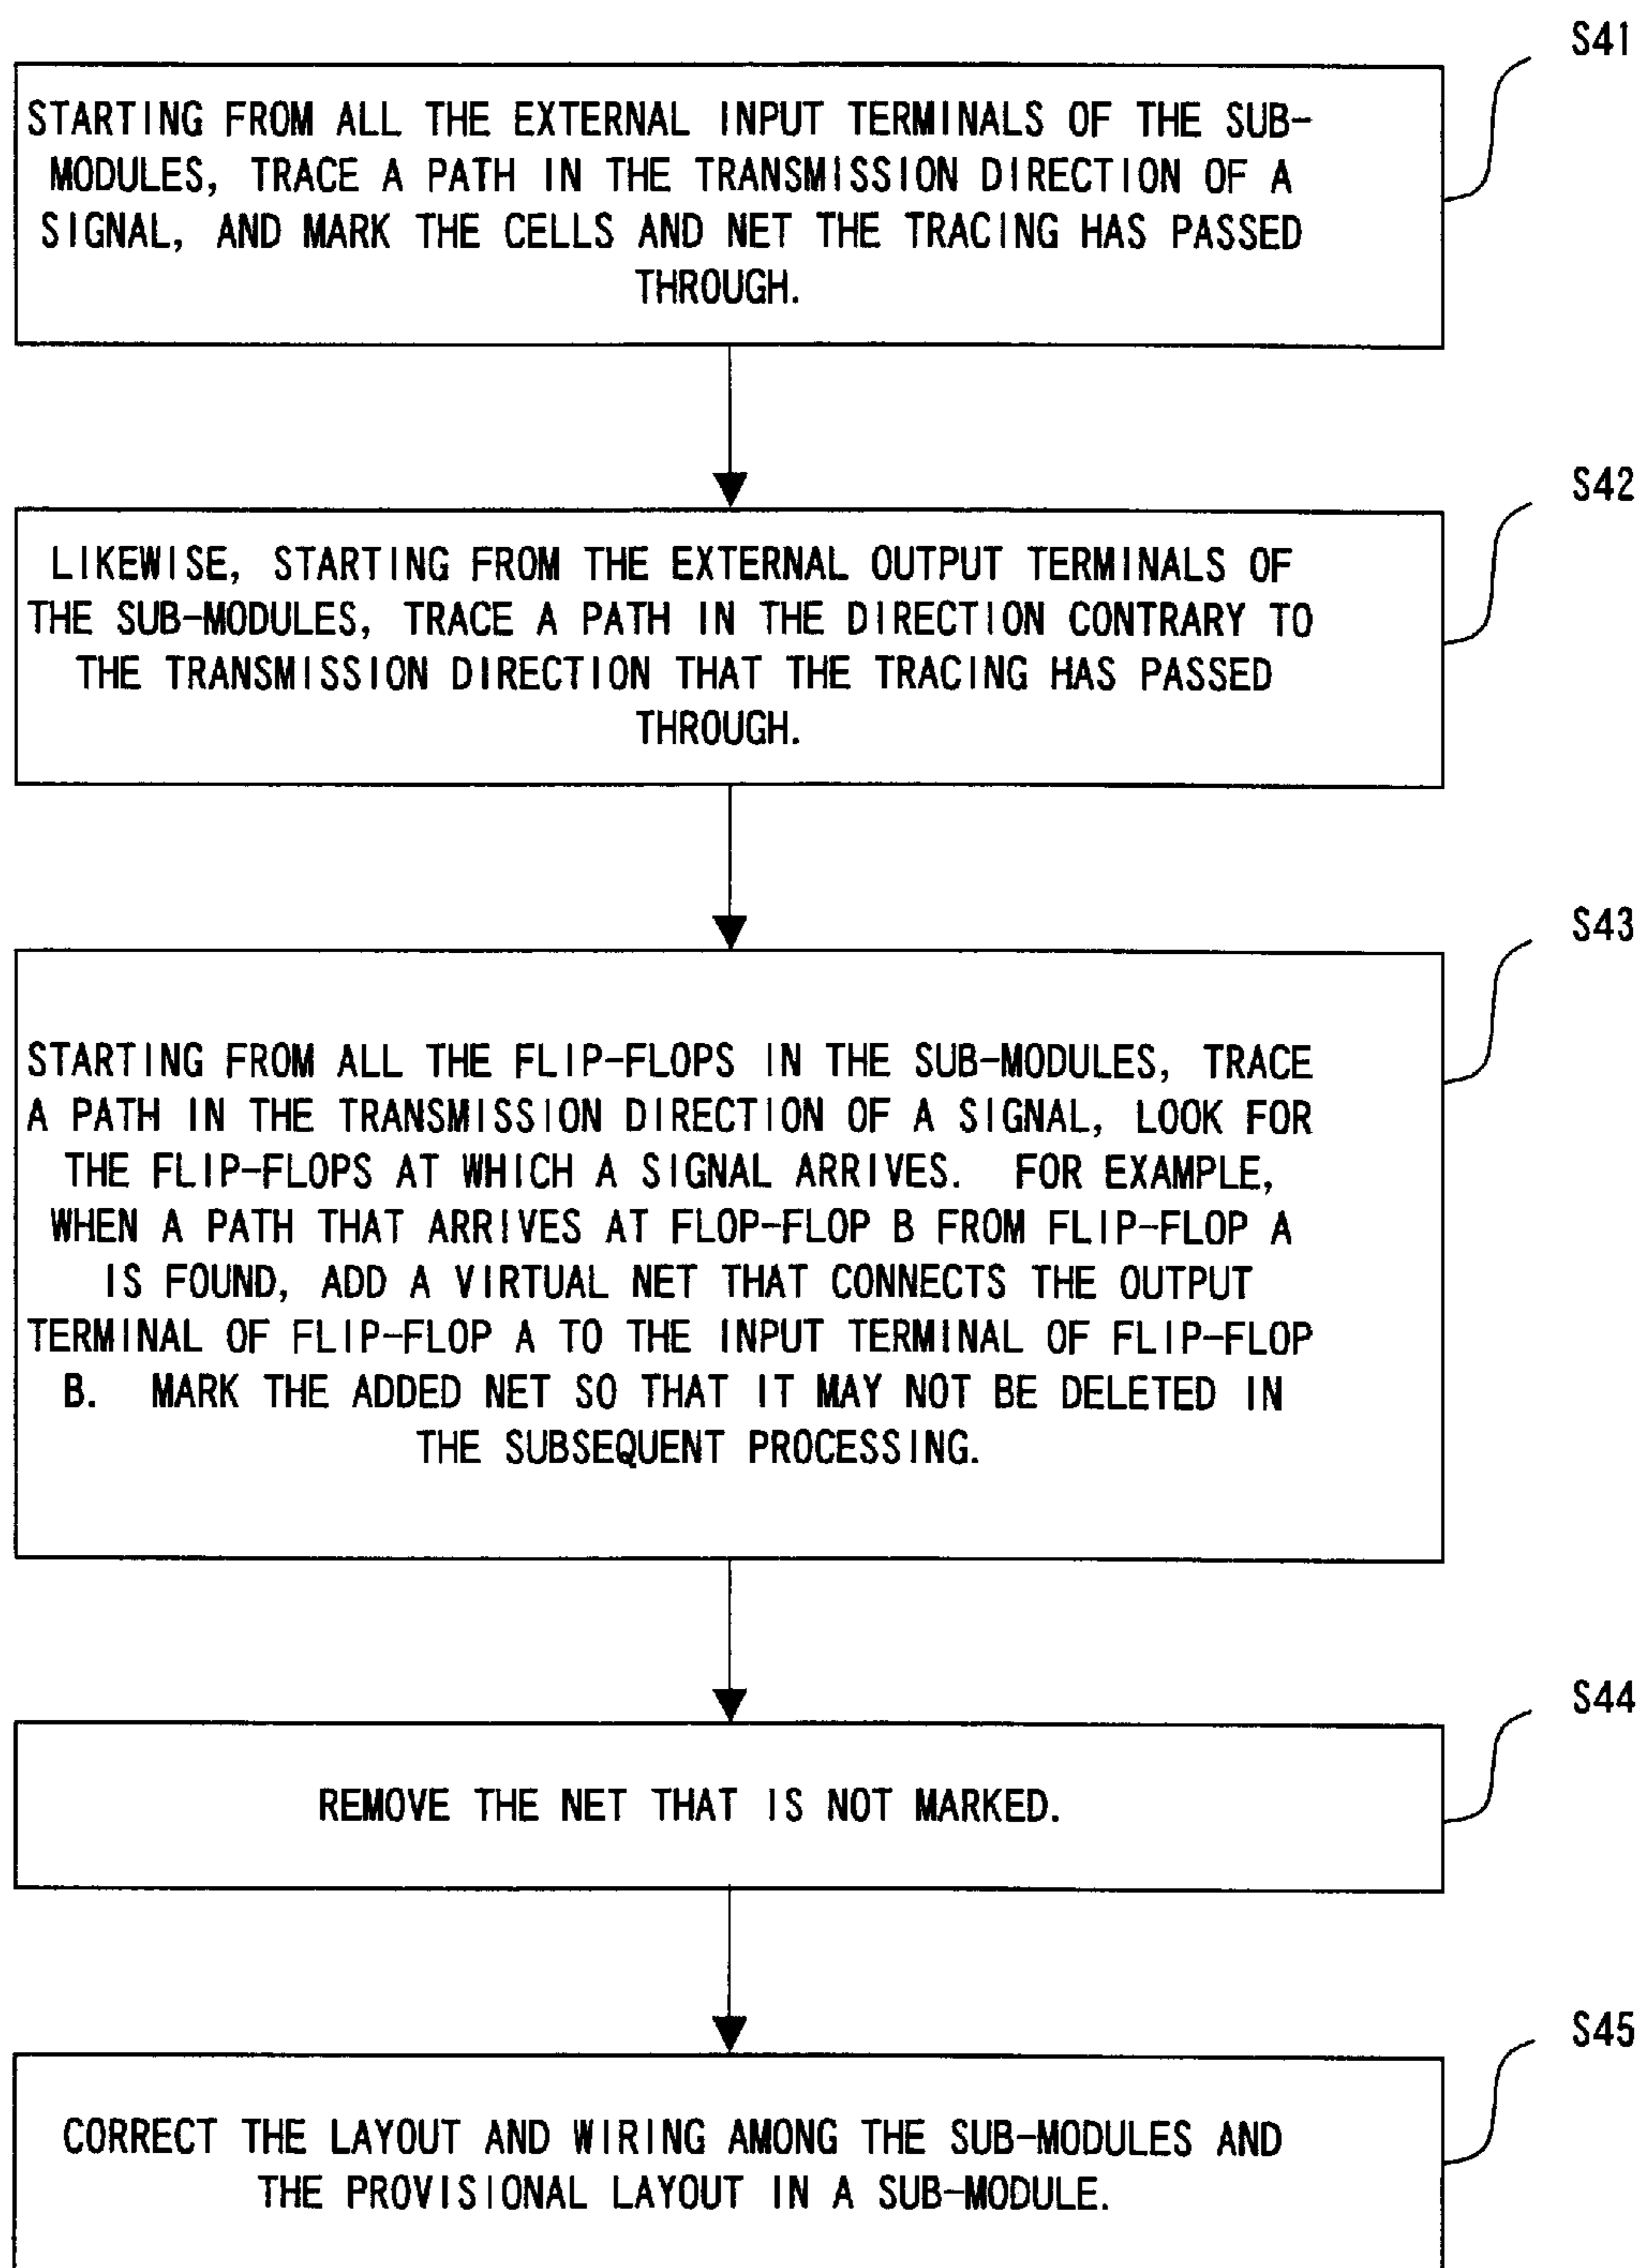 S41
STARTING FROM ALL THE EXTERNAL INPUT TERMINALS OF THE SUB-
MODULES, TRACE A PATH IN THE TRANSMISSION DIRECTION OF A
SIGNAL, AND MARK THE CELLS AND NET THE TRACING HAS PASSED
THROUGH.
S42
LIKEWISE, STARTING FROM THE EXTERNAL OUTPUT TERMINALS OF
THE SUB-MODULES, TRACE A PATH IN THE DIRECTION CONTRARY TO
THE TRANSMISSION DIRECTION THAT THE TRACING HAS PASSED
THROUGH.
S43
STARTING FROM ALL THE FLIP-FLOPS IN THE SUB-MODULES, TRACE
A PATH IN THE TRANSMISSION DIRECTION OF A SIGNAL, LOOK FOR
THE FLIP-FLOPS AT WHICH A SIGNAL ARRIVES. FOR EXAMPLE,
WHEN A PATH THAT ARRIVES AT FLOP-FLOP B FROM FLIP-FLOP A
IS FOUND, ADD A VIRTUAL NET THAT CONNECTS THE OUTPUT
TERMINAL OF FLIP-FLOP A TO THE INPUT TERMINAL OF FLIP-FLOP
B. MARK THE ADDED NET SO THAT IT MAY NOT BE DELETED IN
THE SUBSEQUENT PROCESSING.
S44
REMOVE THE NET THAT IS NOT MARKED.
S45
CORRECT THE LAYOUT AND WIRING AMONG THE SUB-MODULES AND
THE PROVISIONAL LAYOUT IN A SUB-MODULE.